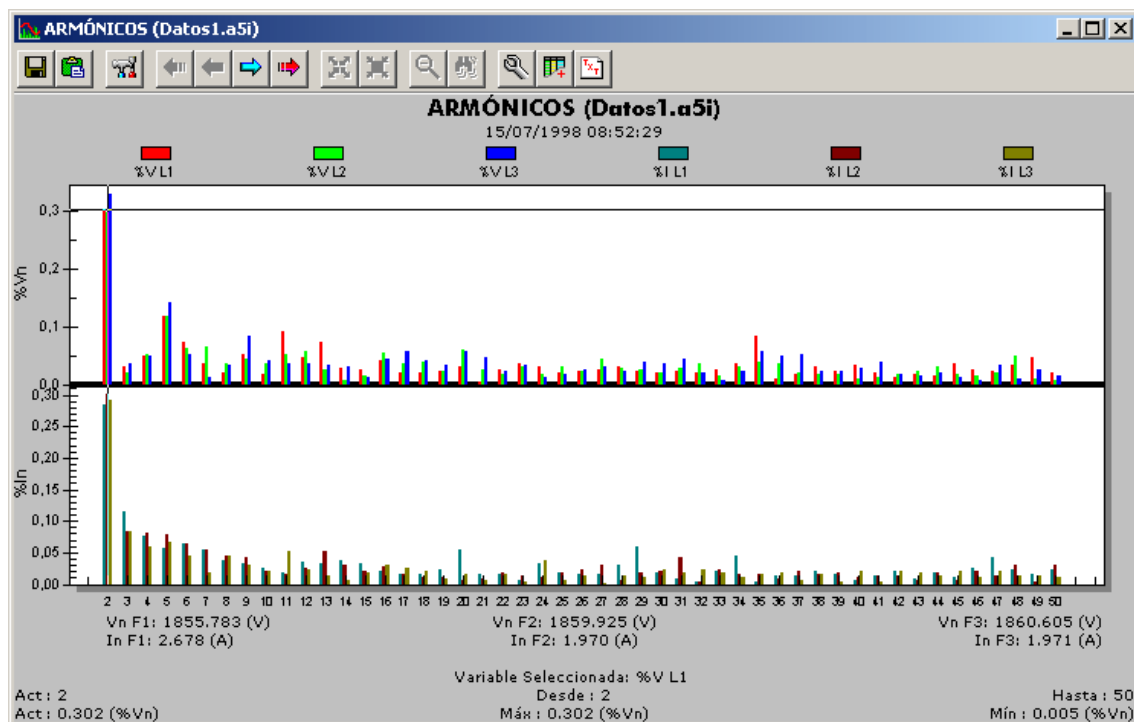 ARMÓNICOS (Datos1.a5i)
TXT
ARMÓNICOS (Datos1.a5i)
15/07/1998 08:52:29
%V L1 %V L2 %V L3 %I L1 %I L2 %I L3
%Vn
0,3
0,2
0,1
0,0
%In
0,30
0,25
0,20
0,15
0,10
0,05
0,00
2 3 4 5 6 7 8 9 10 11 12 13 14 15 16 17 18 19 20 21 22 23 24 25 26 27 28 29 30 31 32 33 34 35 36 37 38 39 40 41 42 43 44 45 46 47 48 49 50
Vn F1: 1855.783 (V) Vn F2: 1859.925 (V) Vn F3: 1860.605 (V)
In F1: 2.678 (A) In F2: 1.970 (A) In F3: 1.971 (A)
Variable Seleccionada: %V L1
Act: 2 Desde: 2 Hasta: 50
Act: 0.302 (%Vn) Máx: 0.302 (%Vn) Mín: 0.005 (%Vn)